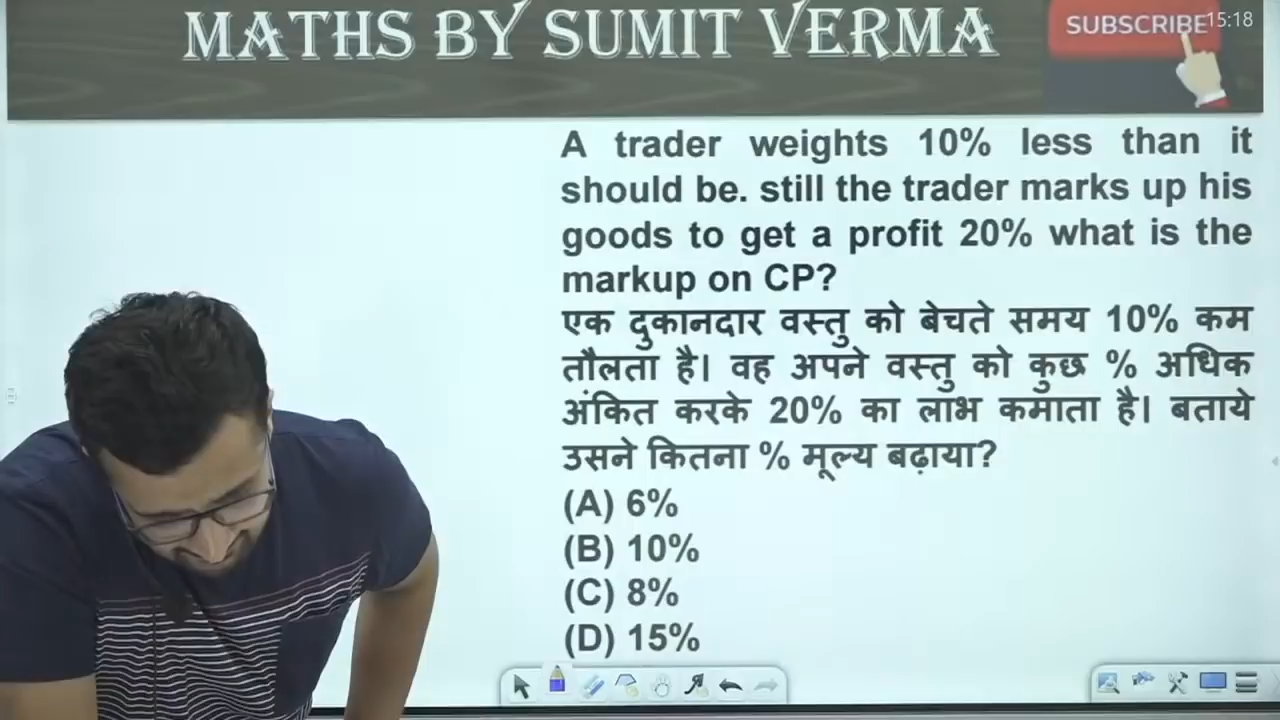 MATHS BY SUMIT VERMA
SUBSCRIBE
15:18
A trader weights 10% less than it
should be. still the trader marks up his
goods to get a profit 20% what is the
markup on CP?
एक दुकानदार वस्तु को बेचते समय 10% कम
तौलता है। वह अपने वस्तु को कुछ % अधिक
अंकित करके 20% का लाभ कमाता है। बताये
उसने कितना % मूल्य बढ़ाया?
(A) 6%
(B) 10%
(C) 8%
(D) 15%